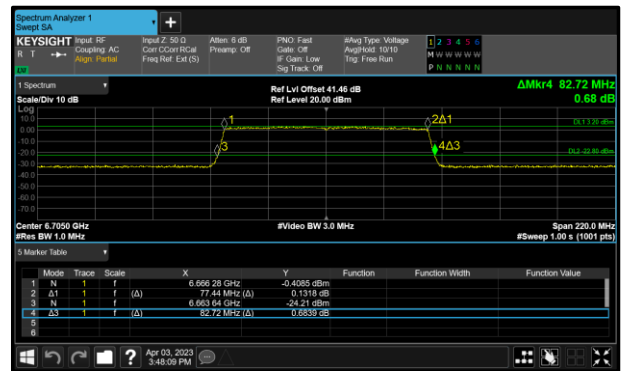 Spectrum Analyzer 1
Swept SA
+
KEYSIGHT Input: RF Input Z: 50 Ω Atten: 6 dB PNO: Fast #Avg Type: Voltage 1 2 3 4 5 6
R T Coupling: AC Corr CCorr RCal Preamp: Off Gate: Off Avg|Hold: 10/10 M W W W W W
Align: Partial Freq Ref: Ext (S) IF Gain: Low Trig: Free Run
Sig Track: Off P N N N N N
LW
1 Spectrum Ref Lvl Offset 41.46 dB ΔMkr4 82.72 MHz
Scale/Div 10 dB Ref Level 20.00 dBm 0.68 dB
Log
10.0 1 2Δ1 DL1 3.20 dBm
0.00
-10.0 3 4Δ3
-20.0 DL2 -22.80 dBm
-30.0
-40.0
-50.0
-60.0
-70.0
Center 6.7050 GHz #Video BW 3.0 MHz Span 220.0 MHz
#Res BW 1.0 MHz #Sweep 1.00 s (1001 pts)
5 Marker Table
Mode Trace Scale X Y Function Function Width Function Value
1 N 1 f 6.666 28 GHz -0.4085 dBm
2 Δ1 1 f (Δ) 77.44 MHz (Δ) 0.1318 dB
3 N 1 f 6.663 64 GHz -24.21 dBm
4 Δ3 1 f (Δ) 82.72 MHz (Δ) 0.6839 dB
5
6
? Apr 03, 2023
3:48:09 PM